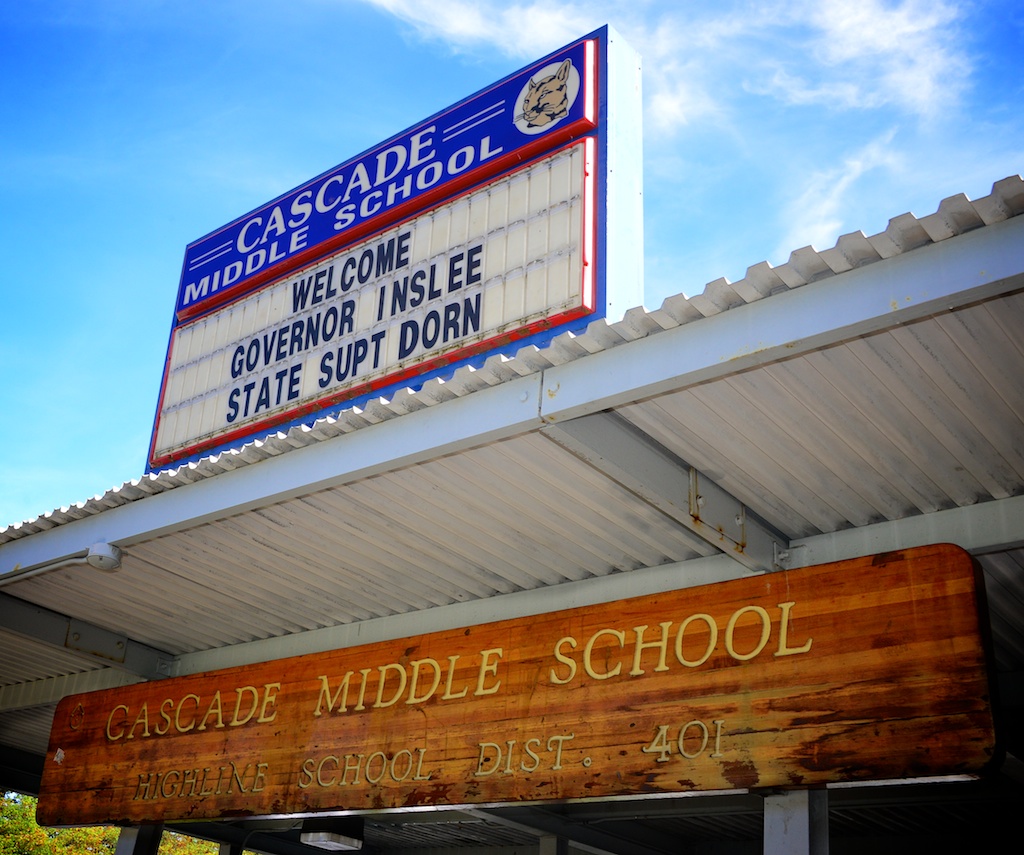 CASCADE
MIDDLE SCHOOL
WELCOME
GOVERNOR INSLEE
STATE SUPT DORN
CASCADE MIDDLE SCHOOL
HIGHLINE SCHOOL DIST. 401